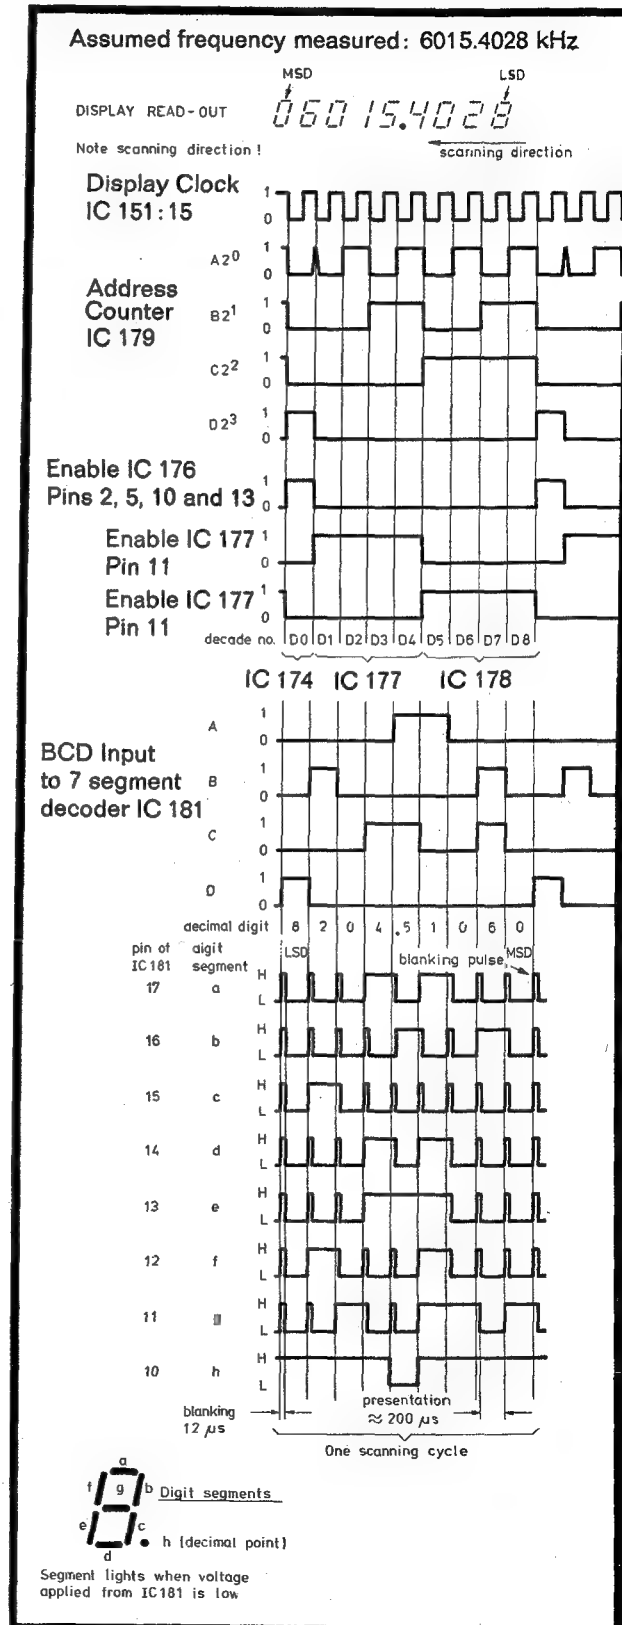 Assumed frequency measured: 6015.4028 kHz
MSD LSD
DISPLAY READ-OUT 06015.4028
Note scanning direction ! scanning direction
Display Clock
IC 151:15
1
0
A2⁰ 1
0
Address
Counter
IC 179
B2¹ 1
0
C2² 1
0
D2³ 1
0
Enable IC 176
Pins 2, 5, 10 and 13
1
0
Enable IC 177
Pin 11
1
0
Enable IC 177
Pin 11
1
0
decade no. D0 D1 D2 D3 D4 D5 D6 D7 D8
IC 174 IC 177 IC 178
A 1
0
BCD Input
to 7 segment
decoder IC 181
B 1
0
C 1
0
D 1
0
decimal digit 8 2 0 4 .5 1 0 6 0
pin of
IC 181
digit
segment
LSD blanking pulse MSD
17 a H
L
16 b H
L
15 c H
L
14 d H
L
13 e H
L
12 f H
L
11 g H
L
10 h H
L
blanking
12 µs
presentation
≈ 200 µs
One scanning cycle
a
f g b Digit segments
e c
d
h (decimal point)
Segment lights when voltage
applied from IC181 is low